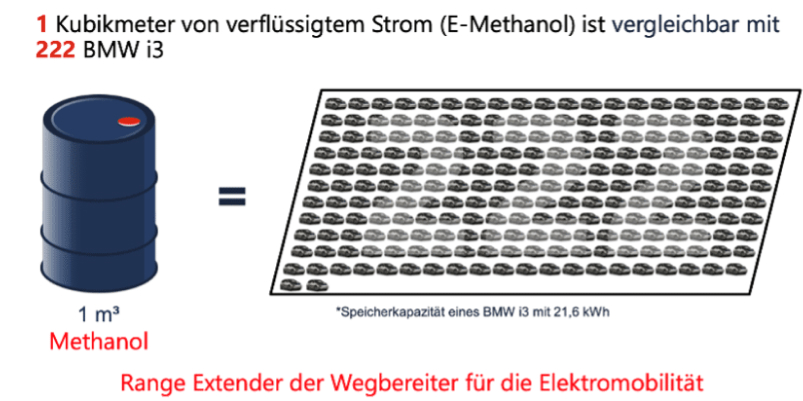 1 Kubikmeter von verflüssigtem Strom (E-Methanol) ist vergleichbar mit
222 BMW i3
=
1 m³
Methanol
*Speicherkapazität eines BMW i3 mit 21,6 kWh
Range Extender der Wegbereiter für die Elektromobilität